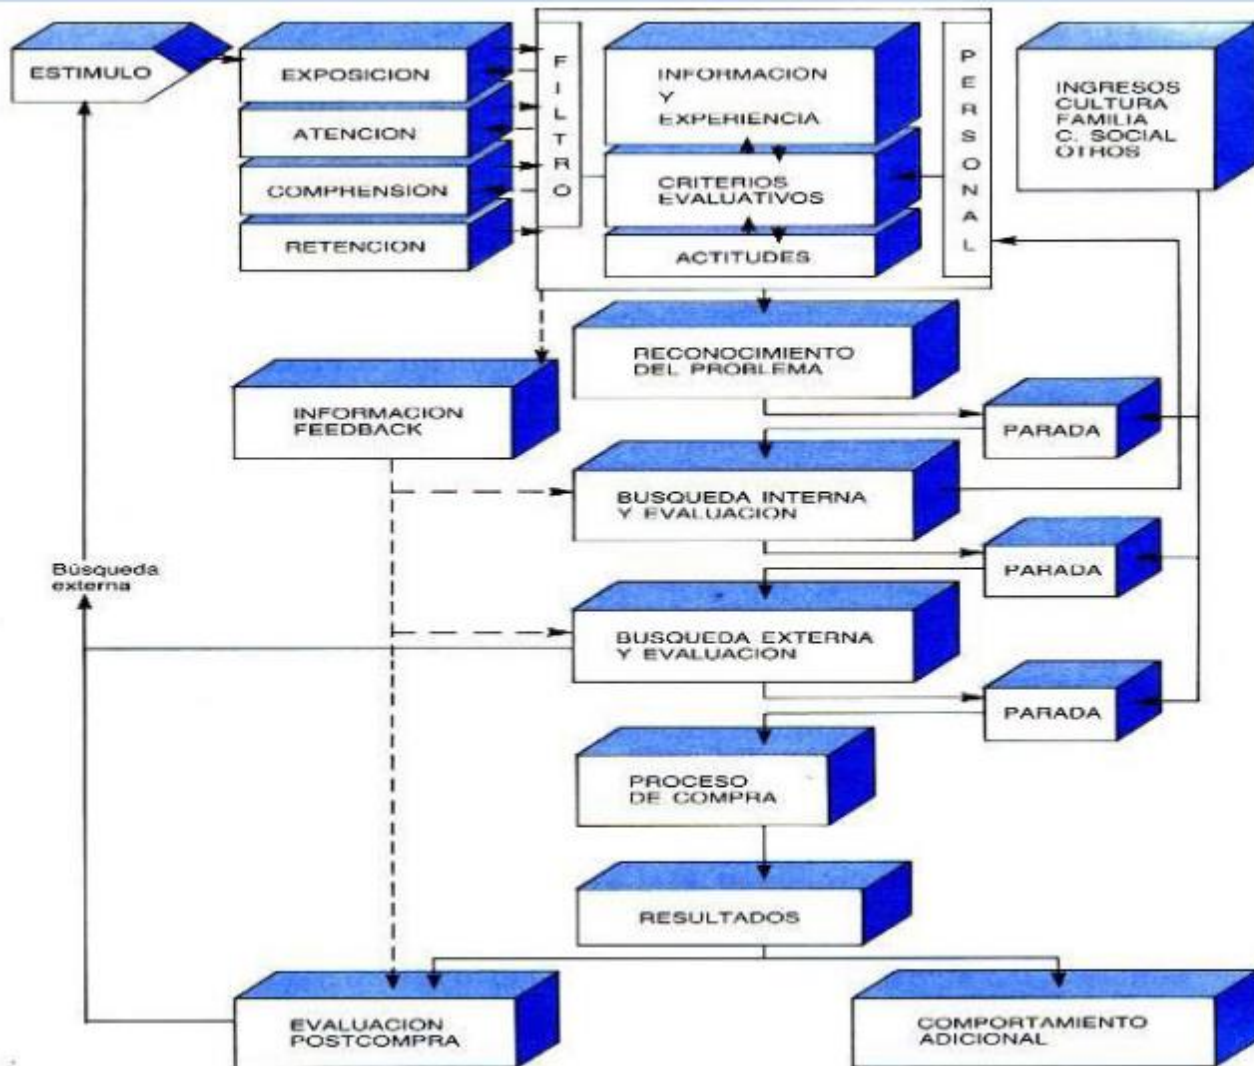 ESTIMULO
EXPOSICION
ATENCION
COMPRENSION
RETENCION
FILTRO
INFORMACION
Y
EXPERIENCIA
CRITERIOS
EVALUATIVOS
ACTITUDES
PERSONAL
INGRESOS
CULTURA
FAMILIA
C. SOCIAL
OTROS
RECONOCIMIENTO
DEL PROBLEMA
INFORMACION
FEEDBACK
PARADA
BUSQUEDA INTERNA
Y EVALUACION
PARADA
Búsqueda
externa
BUSQUEDA EXTERNA
Y EVALUACION
PARADA
PROCESO
DE COMPRA
RESULTADOS
EVALUACION
POSTCOMPRA
COMPORTAMIENTO
ADICIONAL